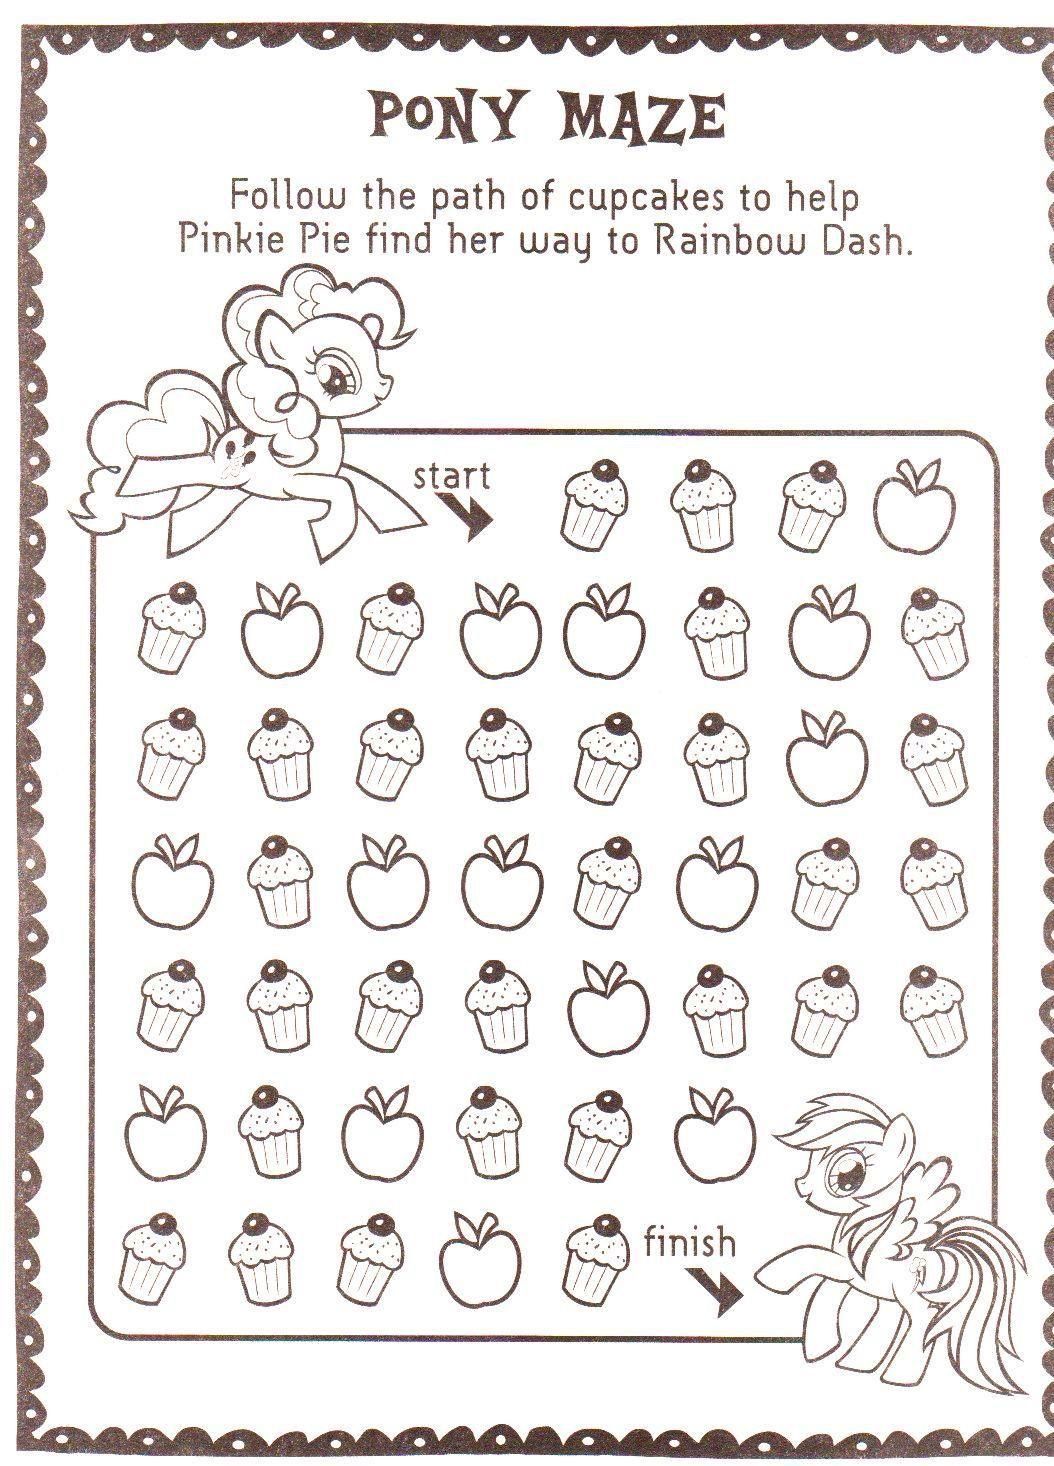 PONY MAZE
Follow the path of cupcakes to help
Pinkie Pie find her way to Rainbow Dash.
start
finish